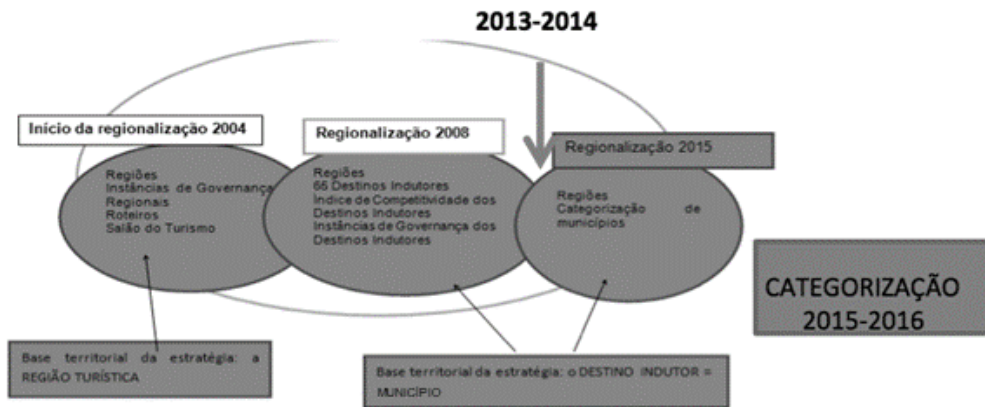 2013-2014
Início da regionalização 2004
Regionalização 2008
Regionalização 2015
Regiões
Instâncias de Governança
Regionais
Roteiros
Salão do Turismo
Regiões
65 Destinos Indutores
Índice de Competitividade dos
Destinos Indutores
Instâncias de Governança dos
Destinos Indutores
Regiões
Categorização de
municípios
CATEGORIZAÇÃO
2015-2016
Base territorial da estratégia: a
REGIÃO TURÍSTICA
Base territorial da estratégia: o DESTINO INDUTOR =
MUNICÍPIO